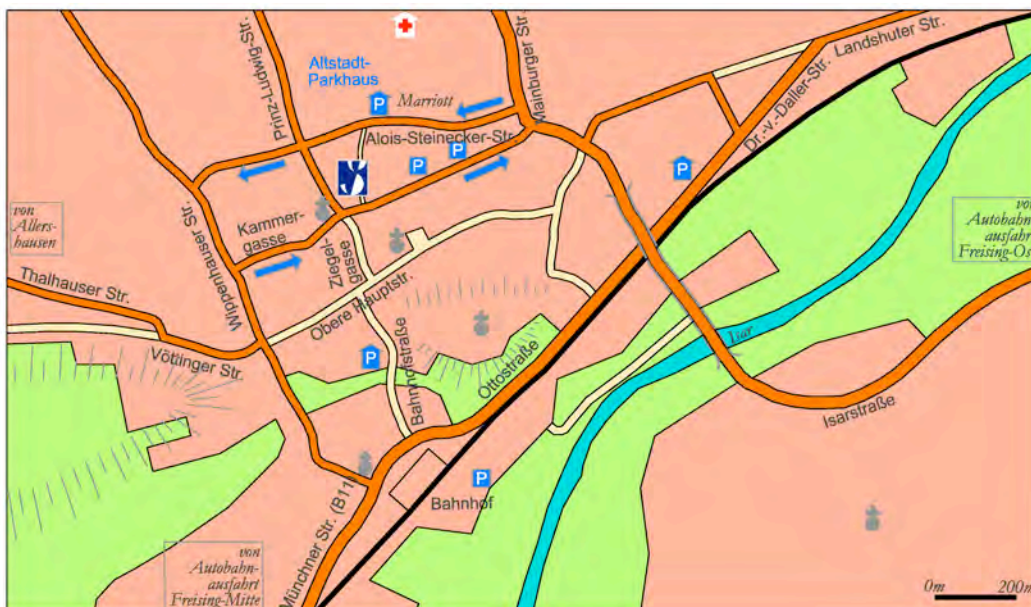 Prinz-Ludwig-Str.
Altstadt-
Parkhaus
P
Marriott
Mainburger Str.
Landshuter Str.
Dr.-v.-Daller-Str.
Alois-Steinecker-Str.
P
P
P
von
Allers-
hausen
Kammer-
gasse
Ziegel-
gasse
Wippenhauser Str.
von
Autobahn-
ausfahrt
Freising-Ost
Thalhauser Str.
Obere Hauptstr.
Isar
Vöttinger Str.
P
Bahnhofstraße
Ottostraße
Isarstraße
P
Bahnhof
Münchner Str. (B11
von
Autobahn-
ausfahrt
Freising-Mitte
0m
200m